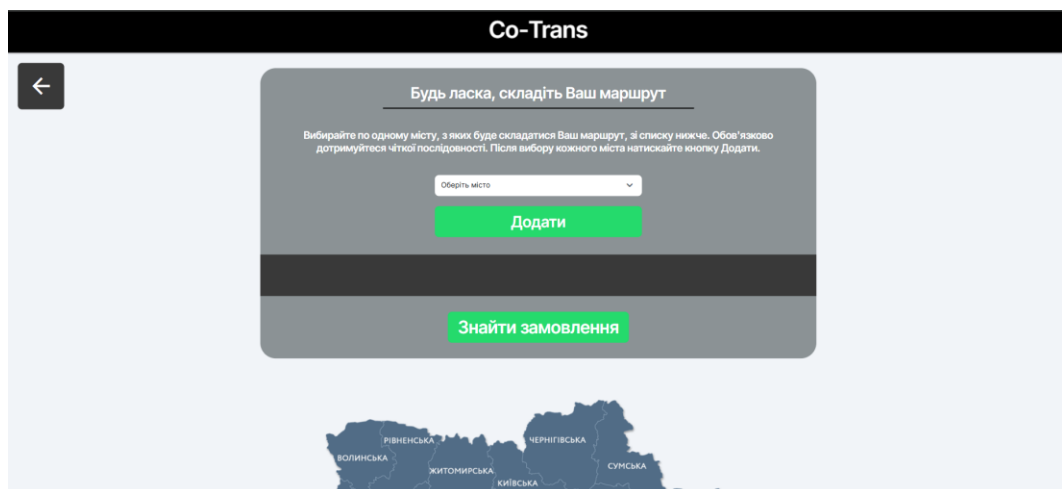 Co-Trans
Будь ласка, складіть Ваш маршрут
Вибирайте по одному місту, з яких буде складатися Ваш маршрут, зі списку нижче. Обов'язково
дотримуйтеся чіткої послідовності. Після вибору кожного міста натискайте кнопку Додати.
Оберіть місто
Додати
Знайти замовлення
РІВНЕНСЬКА
ЧЕРНІГІВСЬКА
ВОЛИНСЬКА
ЖИТОМИРСЬКА
СУМСЬКА
КИЇВСЬКА